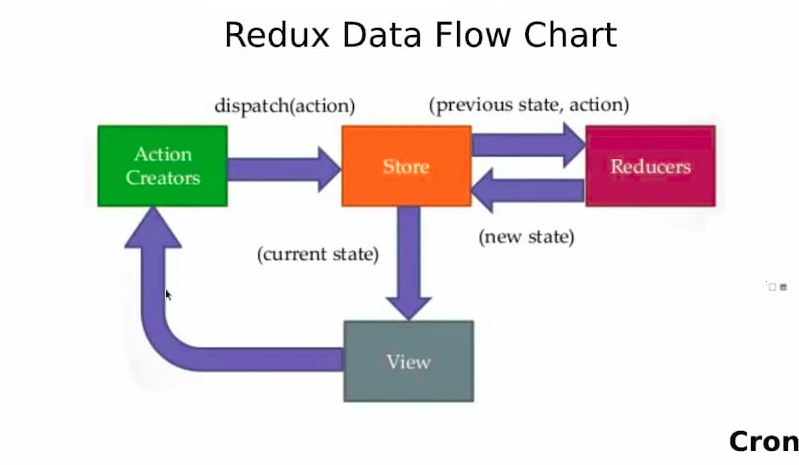 Redux Data Flow Chart
dispatch(action)
(previous state, action)
Action
Creators
Store
Reducers
(new state)
(current state)
View
Cron